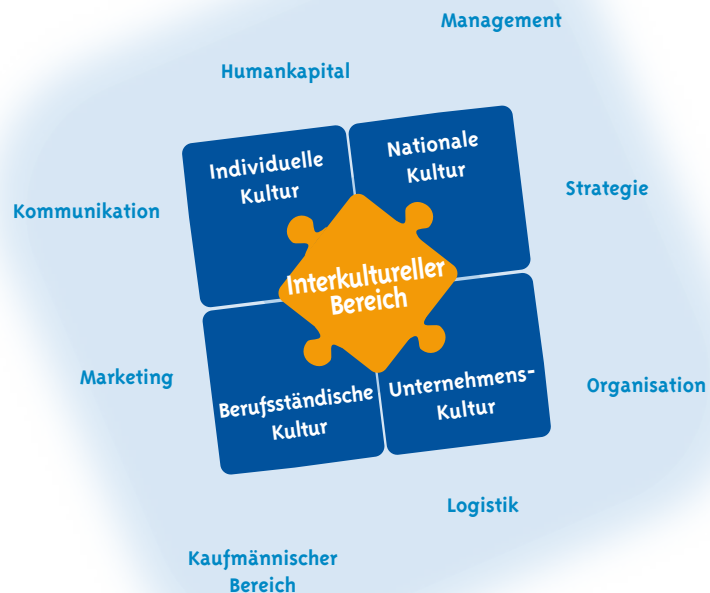 Management
Humankapital
Individuelle
Kultur
Nationale
Kultur
Kommunikation
Strategie
Interkultureller
Bereich
Marketing
Berufsständische
Kultur
Unternehmens-
Kultur
Organisation
Logistik
Kaufmännischer
Bereich